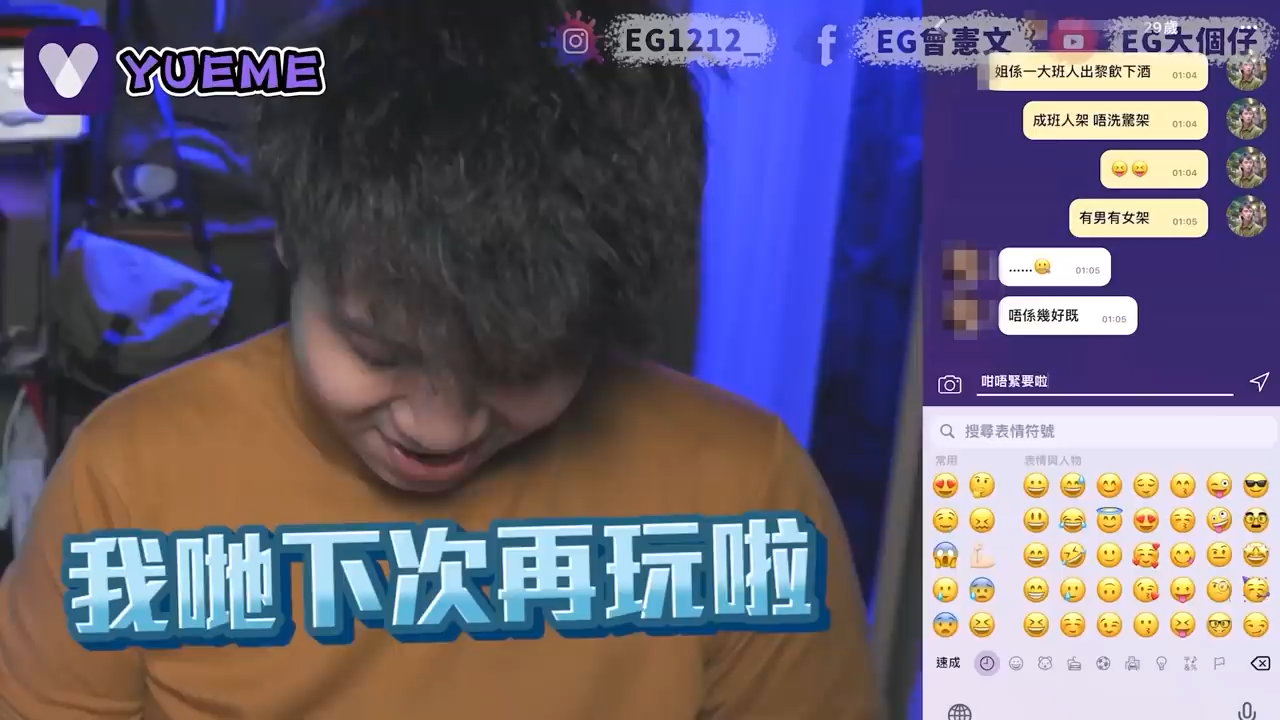 YUEME
EG1212_
EG曾憲文
EG大個仔
29歲
姐係一大班人出黎飲下酒
01:04
成班人架 唔洗驚架
01:04
01:04
有男有女架
01:05
......
01:05
唔係幾好既
01:05
咁唔緊要啦
搜尋表情符號
常用
表情與人物
速成
我哋下次再玩啦